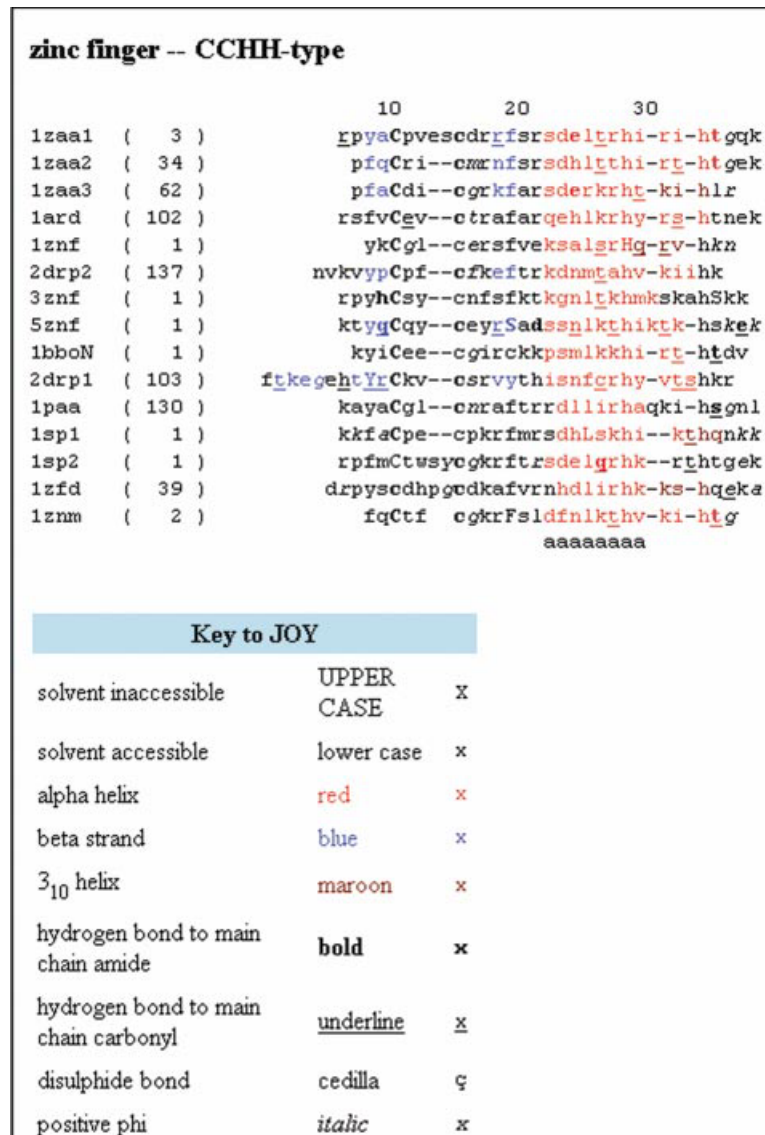 zinc finger -- CCHH-type
10 20 30
1zaa1 ( 3 ) rpyaCpvescdrrfsrsdeltrhi-ri-htgqk
1zaa2 ( 34 ) pfqCri--cmrnfsrsdhltthi-rt-htgek
1zaa3 ( 62 ) pfaCdi--cgrkfarsderkrht-ki-hlr
1ard ( 102 ) rsfvCev--ctrafarqehlkrhy-rs-htnek
1znf ( 1 ) ykCgl--cersfveksalsrHq-rv-hkn
2drp2 ( 137 ) nvkvypCpf--cfkeftrkdnmtahv-kiihk
3znf ( 1 ) rpyhCsy--cnfsfktkgnltkhmkskahSkk
5znf ( 1 ) ktyqCqy--ceyrSadssnlkthiktk-hskek
1bboN ( 1 ) kyiCee--cgirckkpsmlkkhi-rt-htdv
2drp1 ( 103 ) ftkegehtYrCkv--csrvythisnfcrhy-vtshkr
1paa ( 130 ) kayaCgl--cnraftrrdllirhaqki-hsgnl
1sp1 ( 1 ) kkfaCpe--cpkrfmrsdhLskhi--kthqnkk
1sp2 ( 1 ) rpfmCtwsycgkrftrsdelqrhk--rthtgek
1zfd ( 39 ) drpyscdhpgcdkafvrnhdlirhk-ks-hqeka
1znm ( 2 ) fqCtf cgkrFsldfnlkthv-ki-htg
aaaaaaaa
Key to JOY
solvent inaccessible UPPER CASE X
solvent accessible lower case x
alpha helix red x
beta strand blue x
310 helix maroon x
hydrogen bond to main chain amide bold x
hydrogen bond to main chain carbonyl underline x
disulphide bond cedilla ç
positive phi italic x